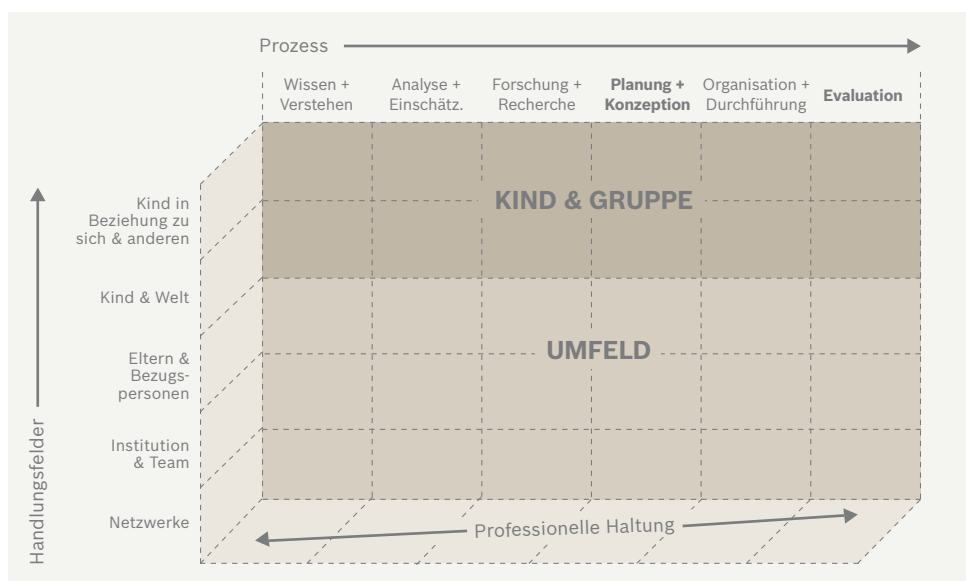 Prozess
Wissen +
Verstehen
Analyse +
Einschätz.
Forschung +
Recherche
Planung +
Konzeption
Organisation +
Durchführung
Evaluation
KIND & GRUPPE
UMFELD
Kind in
Beziehung zu
sich & anderen
Kind & Welt
Eltern &
Bezugs-
personen
Institution
& Team
Netzwerke
Handlungsfelder
Professionelle Haltung